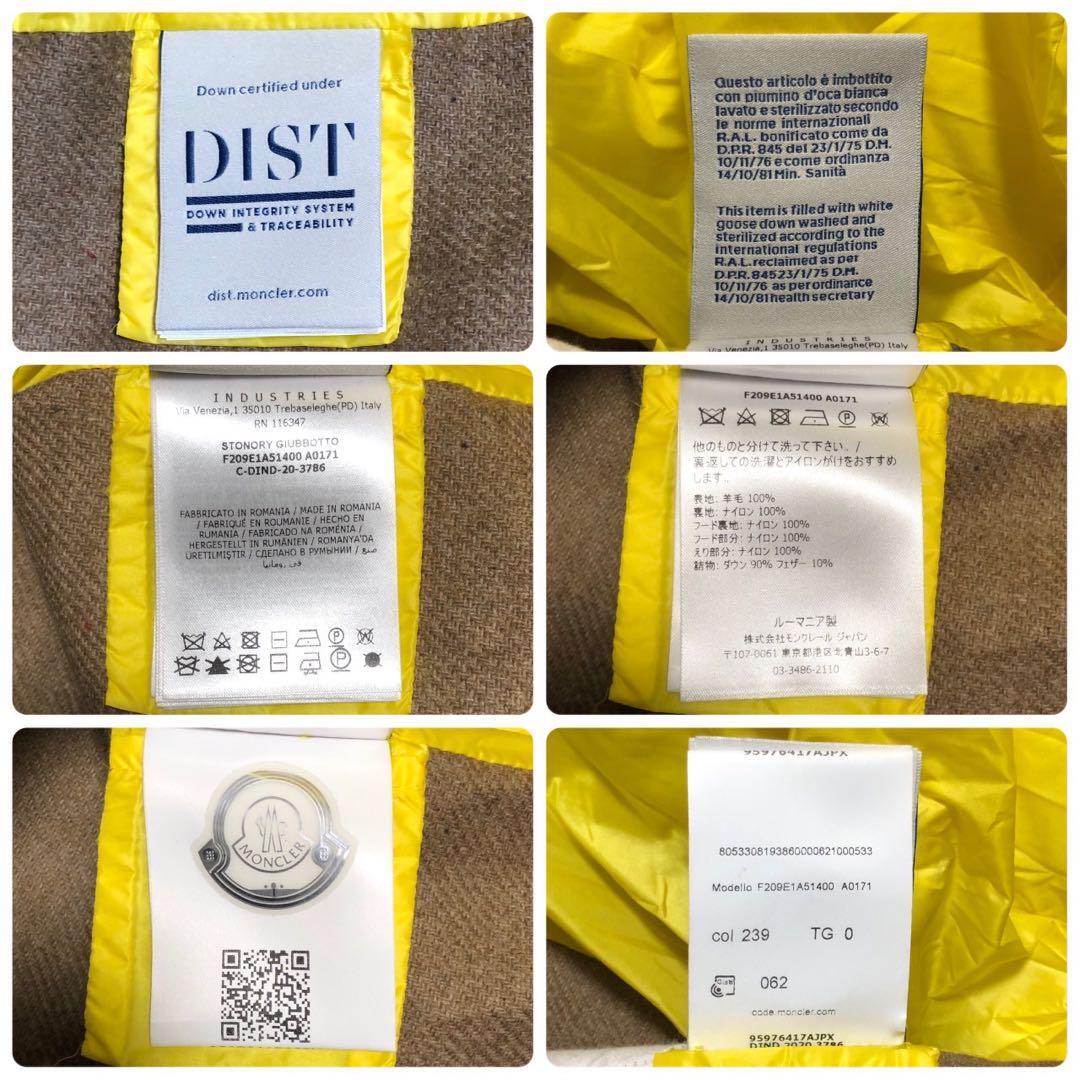 Down certified under
DIST
DOWN INTEGRITY SYSTEM
& TRACEABILITY
dist.moncler.com
Questo articolo é imbottito
con piumino d'oca bianca
lavato e sterilizzato secondo
le norme internazionali
R.A.L. bonificato come da
D.P.R. 845 del 23/1/75 D.M.
10/11/76 e come ordinanza
14/10/81 Min. Sanità
This item is filled with white
goose down washed and
sterilized according to the
international regulations
R.A.L. reclaimed as per
D.P.R. 84523/1/75 D.M.
10/11/76 as per ordinance
14/10/81 health secretary
INDUSTRIES
Via Venezia,1 35010 Trebaseleghe(PD) Italy
INDUSTRIES
Via Venezia,1 35010 Trebaseleghe(PD) Italy
RN 116347
STONORY GIUBBOTTO
F209E1A51400 A0171
C-DIND-20-3786
FABBRICATO IN ROMANIA / MADE IN ROMANIA
/ FABRIQUÉ EN ROUMANIE / HECHO EN
RUMANIA / FABRICADO NA ROMÉNIA /
HERGESTELLT IN RUMÄNIEN / ROMANYA'DA
ÜRETILMIŞTIR / СДЕЛАНО В РУМЫНИИ / صنع
في رومانيا
F209E1A51400 A0171
他のものと分けて洗って下さい。/
裏返しての洗濯とアイロンがけをおすすめ
します。.
表地: 羊毛 100%
裏地: ナイロン 100%
フード裏地: ナイロン 100%
フード部分: ナイロン 100%
えり部分: ナイロン 100%
詰物: ダウン 90% フェザー 10%
ルーマニア製
株式会社モンクレール ジャパン
〒107-0061 東京都港区北青山3-6-7
03-3486-2110
MONCLER
95976417AJPX
8053308193860000621000533
Modello F209E1A51400 A0171
col 239 TG 0
DIST 062
code.moncler.com
95976417AJPX
DIND 2020 3786